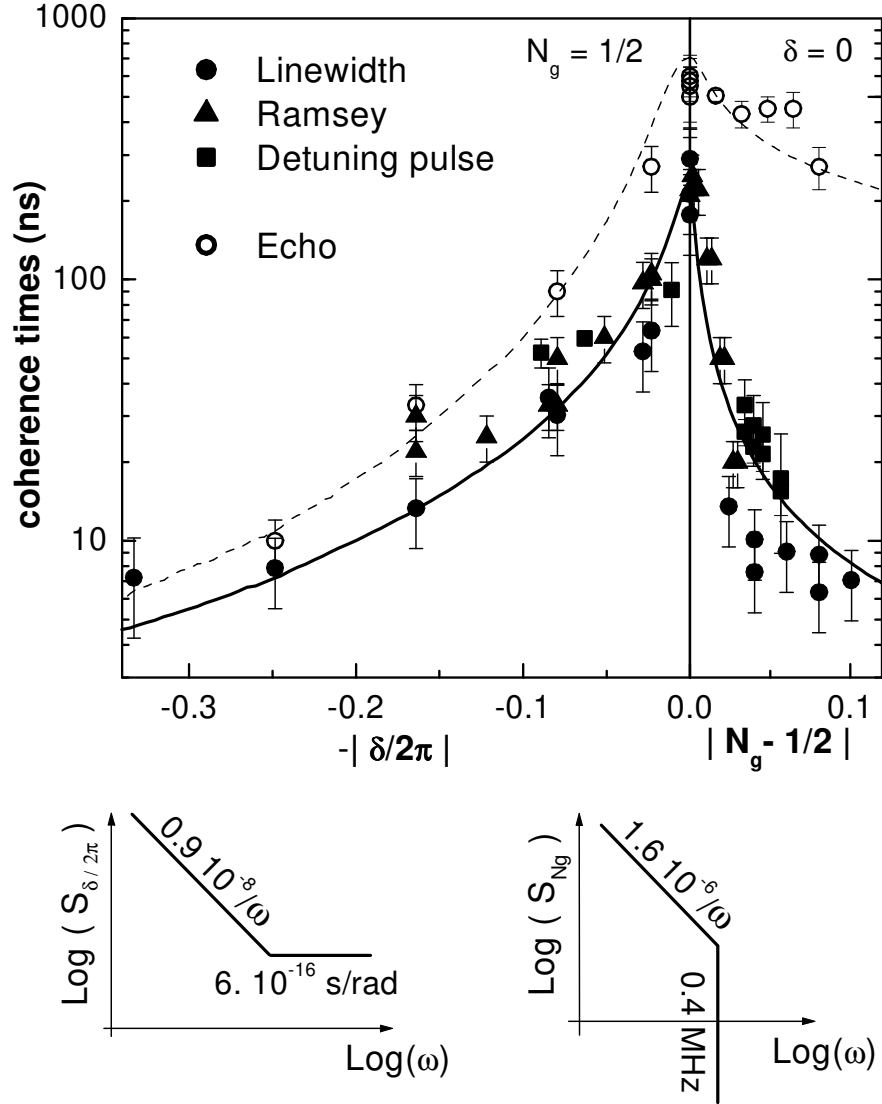 1000
100
10
coherence times (ns)
N_g = 1/2
δ = 0
Linewidth
Ramsey
Detuning pulse
Echo
-0.3 -0.2 -0.1 0.0 0.1
-| δ/2π |
| N_g - 1/2 |
Log ( S_δ / 2π )
0.9 10^-8/ω
6. 10^-16 s/rad
Log(ω)
Log ( S_Ng )
1.6 10^-6/ω
0.4 MHz
Log(ω)